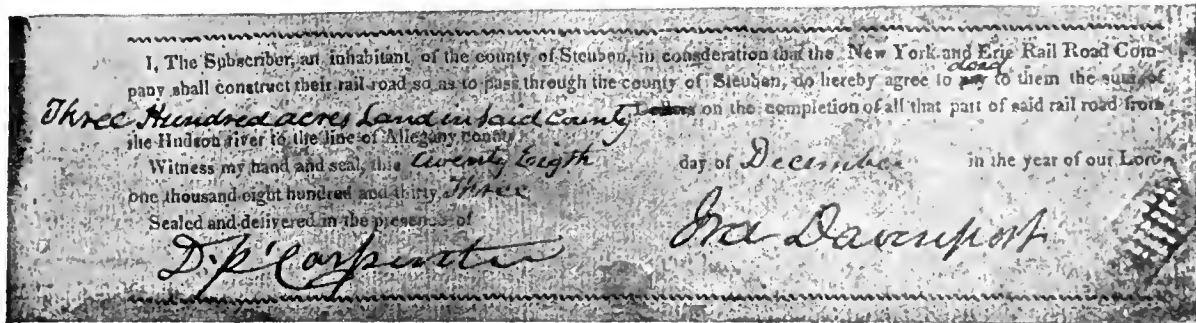 I, The Subscriber, an inhabitant of the county of Steuben, in consderation that the New York and Erie Rail Road Com-
pany shall construct their rail-road so as to pass through the county of Steuben, do hereby agree to pay deed to them the sum of
Three Hundred acres Land in said County Dollars on the completion of all that part of said rail road from
the Hudson river to the line of Allegany county
Witness my hand and seal, this twenty Eigth day of December in the year of our Lord
one thousand eight hundred and thirty Three
Sealed and delivered in the presence of
Ira Davenport
D. P. Carpenter